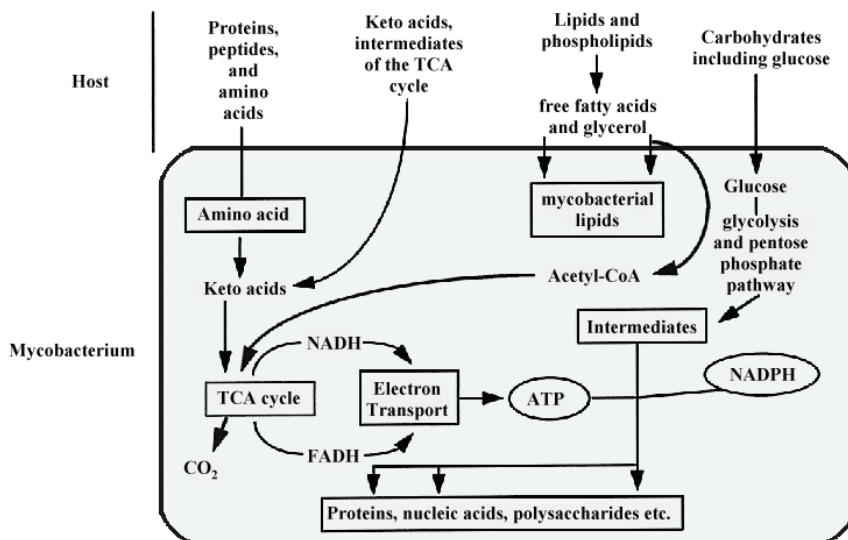 Host
Proteins,
peptides,
and
amino
acids
Keto acids,
intermediates
of the TCA
cycle
Lipids and
phospholipids
free fatty acids
and glycerol
Carbohydrates
including glucose
Mycobacterium
Amino acid
Keto acids
mycobacterial
lipids
Acetyl-CoA
Glucose
glycolysis
and pentose
phosphate
pathway
Intermediates
NADH
TCA cycle
Electron
Transport
ATP
NADPH
FADH
CO2
Proteins, nucleic acids, polysaccharides etc.